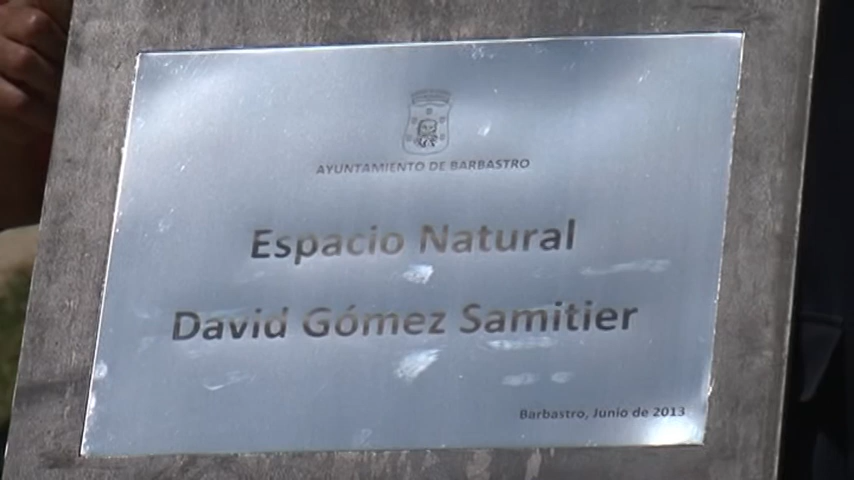 AYUNTAMIENTO DE BARBASTRO
Espacio Natural
David Gómez Samitier
Barbastro, Junio de 2013